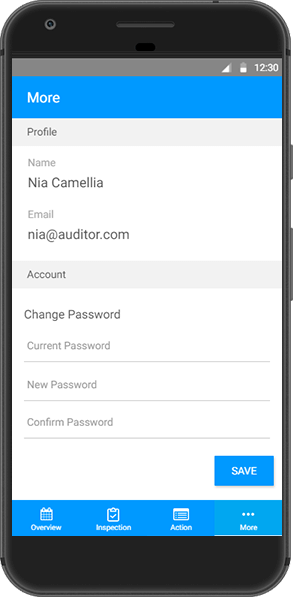 12:30
More
Profile
Name
Nia Camellia
Email
nia@auditor.com
Account
Change Password
Current Password
New Password
Confirm Password
SAVE
Overview Inspection Action More